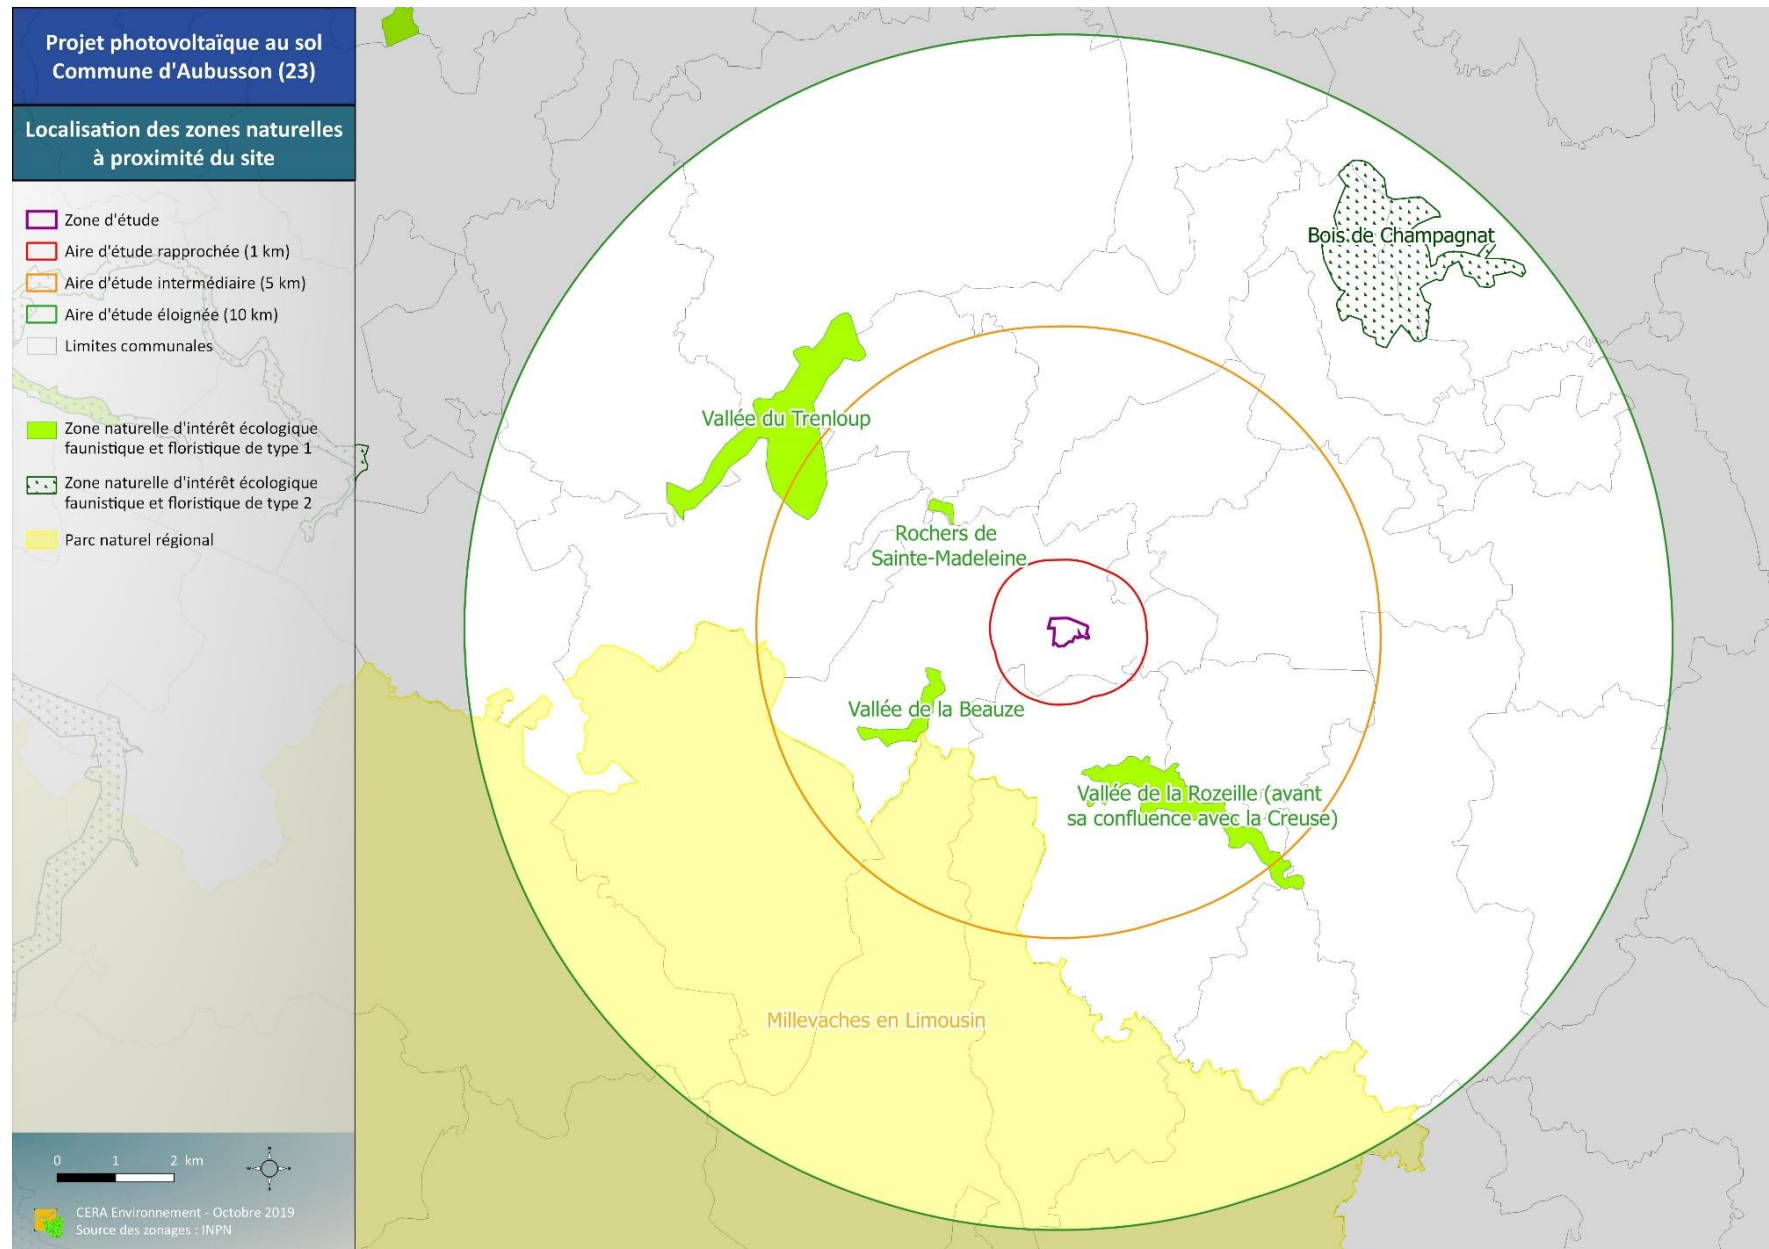 Projet photovoltaïque au sol
Commune d'Aubusson (23)
Localisation des zones naturelles
à proximité du site
Zone d'étude
Aire d'étude rapprochée (1 km)
Aire d'étude intermédiaire (5 km)
Aire d'étude éloignée (10 km)
Limites communales
Zone naturelle d'intérêt écologique
faunistique et floristique de type 1
Zone naturelle d'intérêt écologique
faunistique et floristique de type 2
Parc naturel régional
0 1 2 km
CERA Environnement - Octobre 2019
Source des zonages : INPN
Bois de Champagnat
Vallée du Trenloup
Rochers de
Sainte-Madeleine
Vallée de la Beauze
Vallée de la Rozeille (avant
sa confluence avec la Creuse)
Millevaches en Limousin